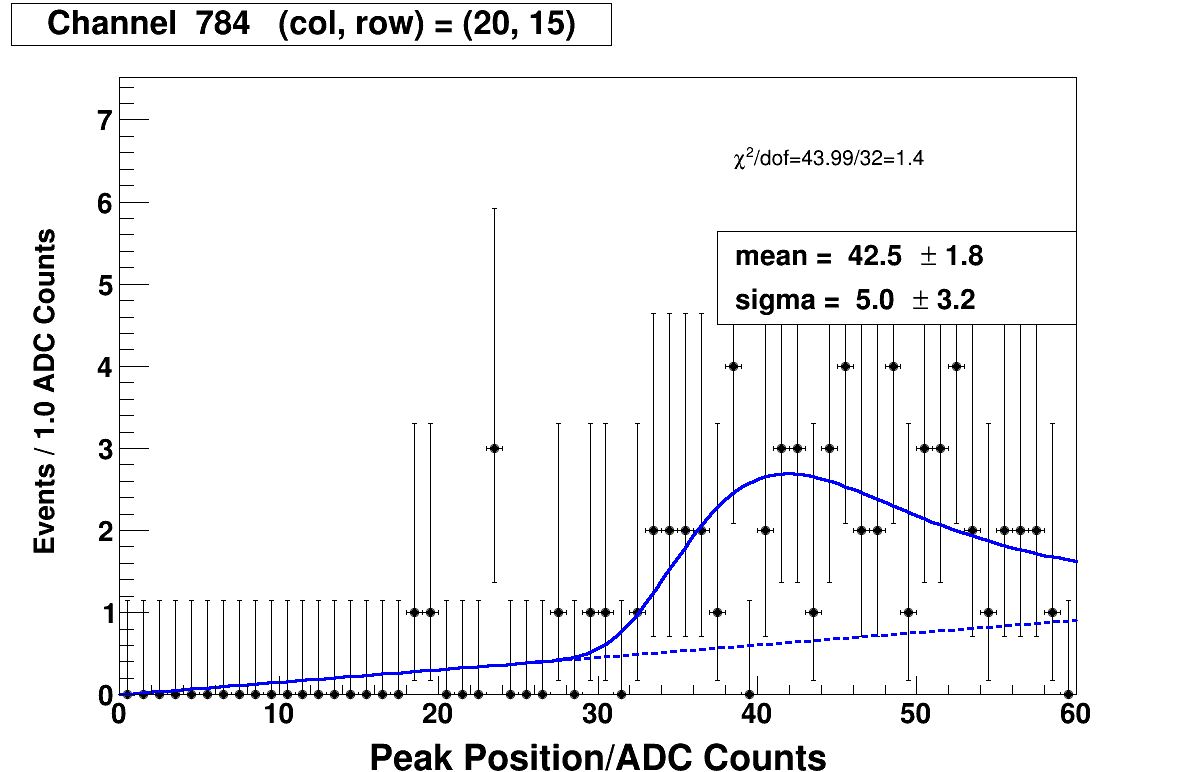 Channel 784 (col, row) = (20, 15)
7
6
5
4
3
2
1
0
Events / 1.0 ADC Counts
χ²/dof=43.99/32=1.4
mean = 42.5 ± 1.8
sigma = 5.0 ± 3.2
0 10 20 30 40 50 60
Peak Position/ADC Counts